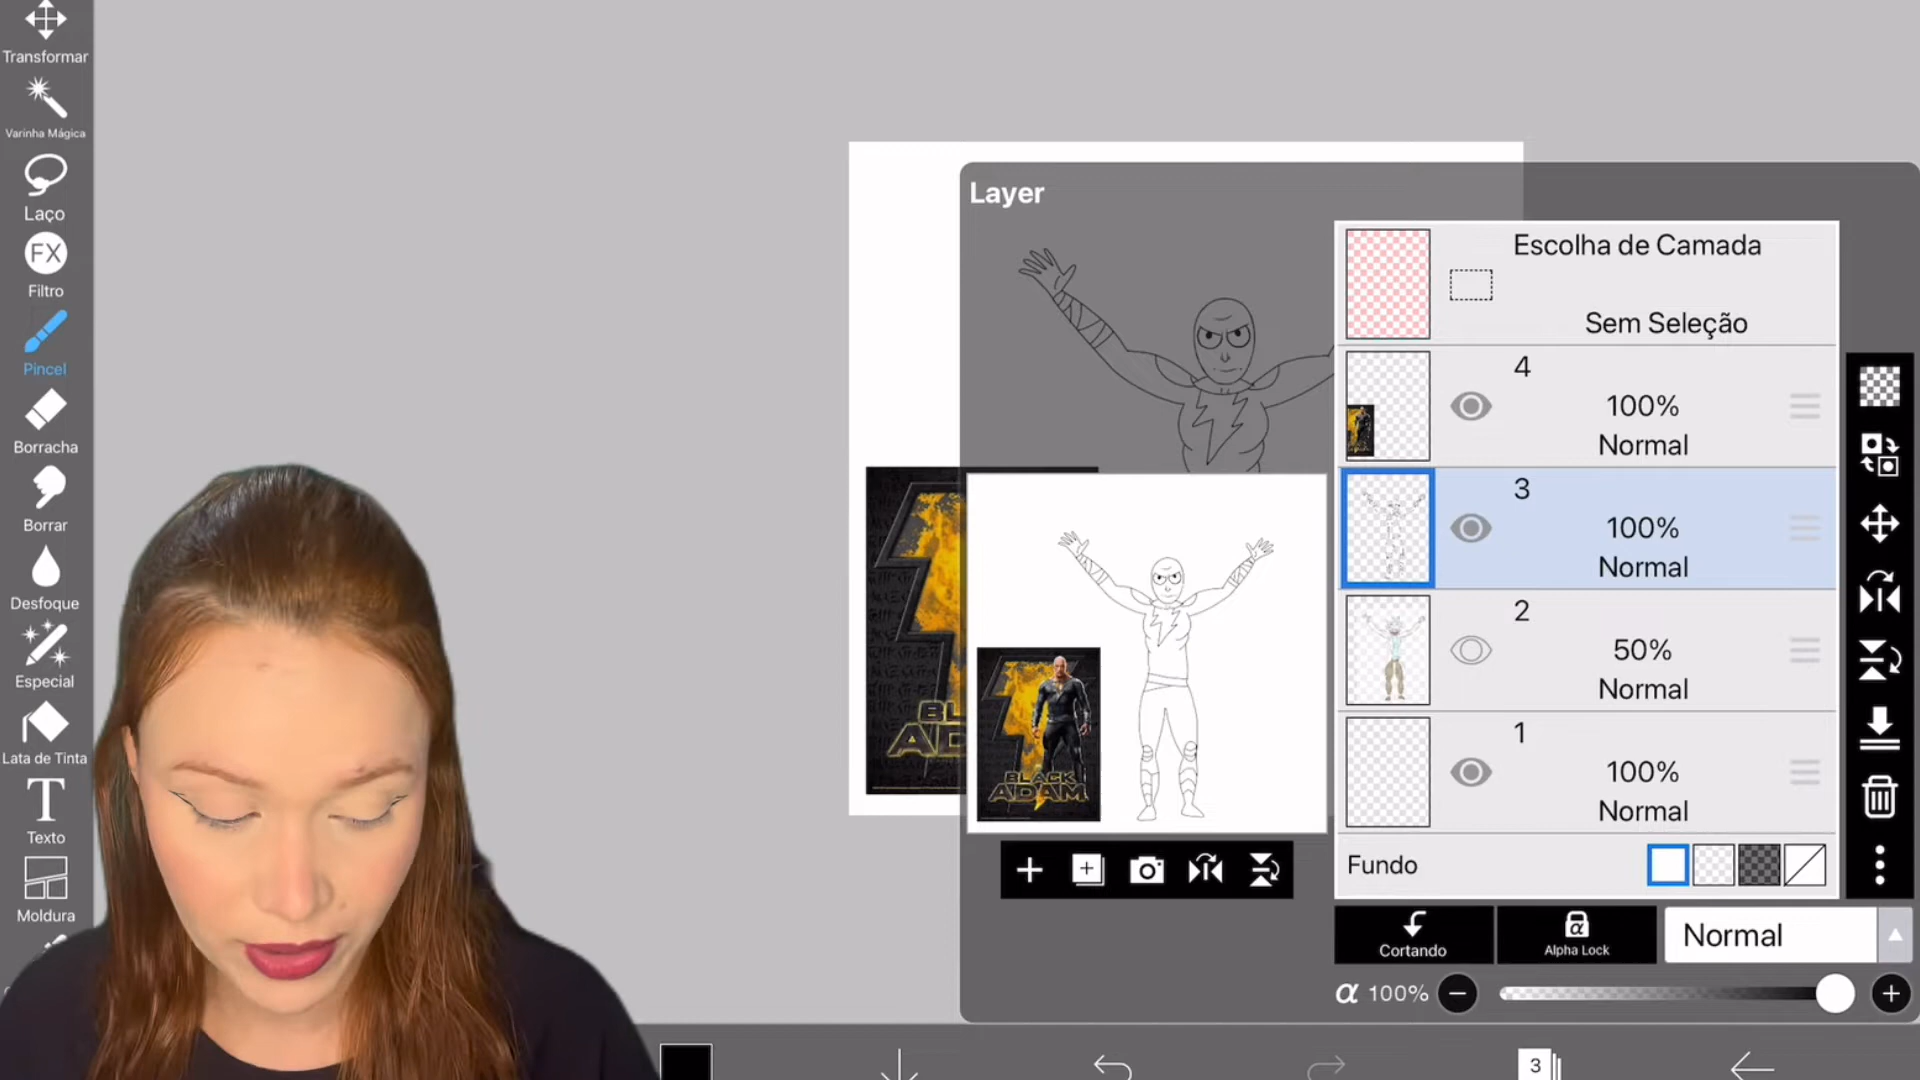 Transformar
Varinha Mágica
Laço
FX
Filtro
Pincel
Borracha
Borrar
Desfoque
Especial
Lata de Tinta
T
Texto
Moldura
BL
AD
Layer
BLACK
ADAM
Escolha de Camada
Sem Seleção
4
100%
Normal
3
100%
Normal
2
50%
Normal
1
100%
Normal
Fundo
Cortando
α
Alpha Lock
Normal
α 100%
3